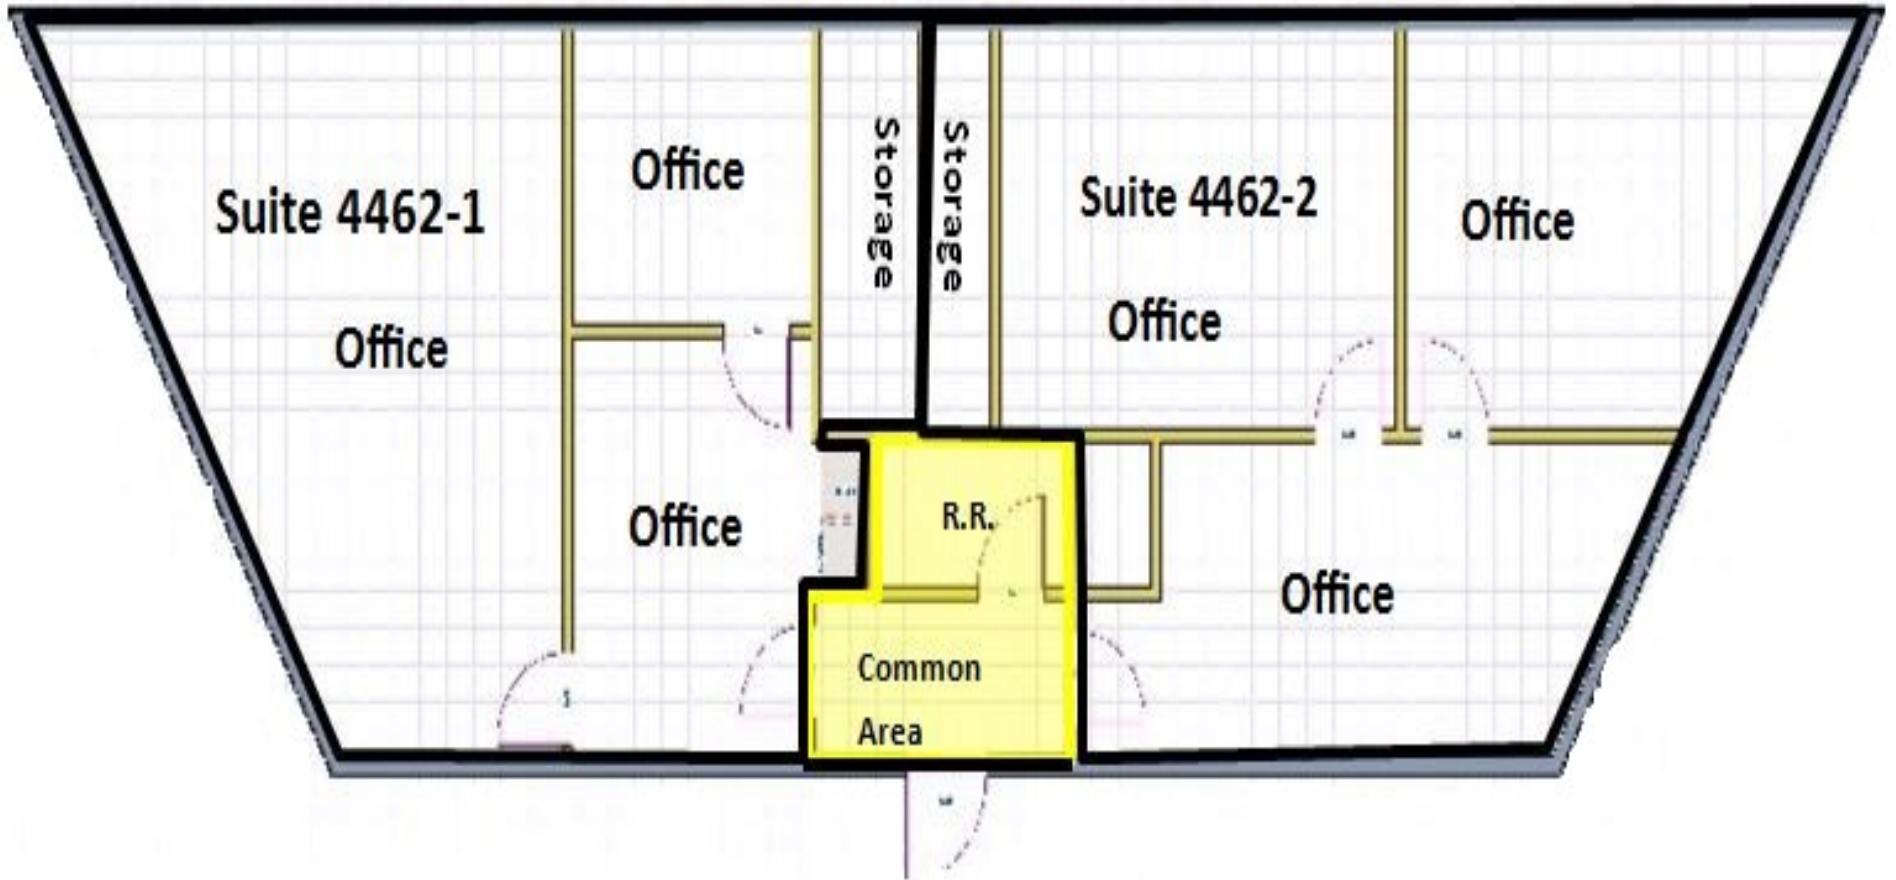 Suite 4462-1
Office
Office
Office
Storage
Storage
Suite 4462-2
Office
Office
Office
R.R.
Common
Area